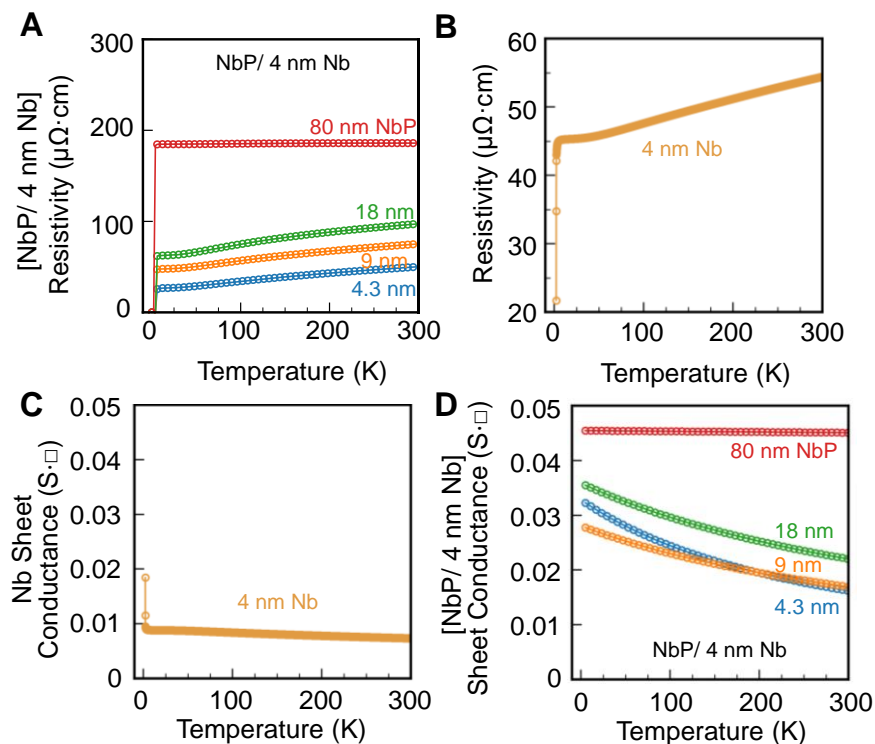 A
[NbP/ 4 nm Nb]
Resistivity (μΩ·cm)
300
200
100
0
NbP/ 4 nm Nb
80 nm NbP
18 nm
9 nm
4.3 nm
0 100 200 300
Temperature (K)
B
Resistivity (μΩ·cm)
60
50
40
30
20
4 nm Nb
0 100 200 300
Temperature (K)
C
Nb Sheet
Conductance (S·□)
0.05
0.04
0.03
0.02
0.01
0
4 nm Nb
0 100 200 300
Temperature (K)
D
[NbP/ 4 nm Nb]
Sheet Conductance (S·□)
0.05
0.04
0.03
0.02
0.01
0
80 nm NbP
18 nm
9 nm
4.3 nm
NbP/ 4 nm Nb
0 100 200 300
Temperature (K)